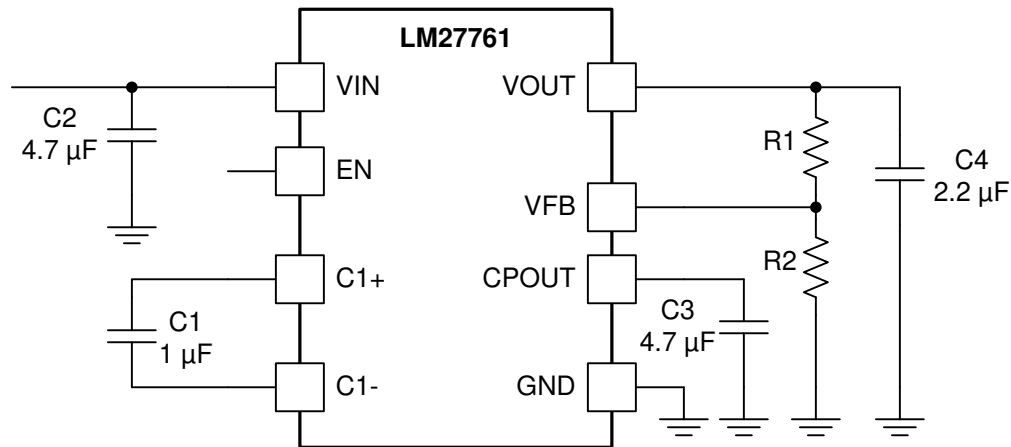 LM27761
VIN
VOUT
C2
4.7 µF
R1
EN
C4
2.2 µF
VFB
R2
C1+
CPOUT
C1
1 µF
C3
4.7 µF
C1-
GND